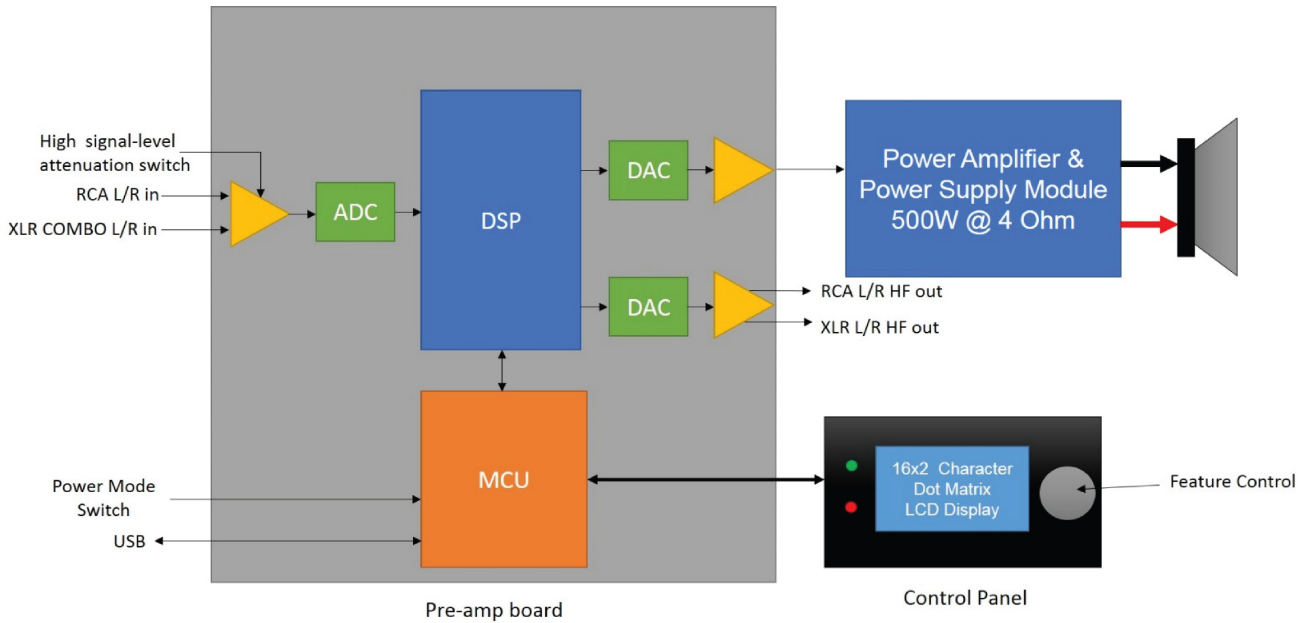 High signal-level
attenuation switch
RCA L/R in
XLR COMBO L/R in
ADC
DSP
DAC
DAC
Power Amplifier &
Power Supply Module
500W @ 4 Ohm
RCA L/R HF out
XLR L/R HF out
MCU
Power Mode
Switch
USB
16x2 Character
Dot Matrix
LCD Display
Feature Control
Pre-amp board
Control Panel